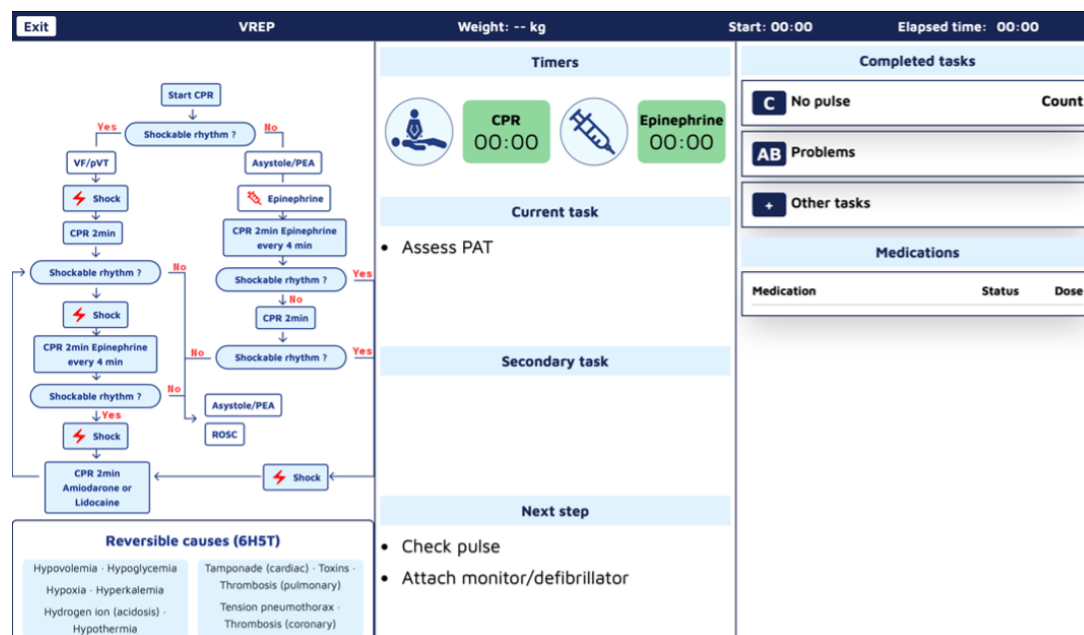 Exit
VREP
Weight: -- kg
Start: 00:00
Elapsed time: 00:00
Start CPR
Shockable rhythm ?
Yes
No
VF/pVT
Asystole/PEA
Shock
Epinephrine
CPR 2min
CPR 2min Epinephrine
every 4 min
Shockable rhythm ?
No
Shockable rhythm ?
Yes
No
Shock
CPR 2min
CPR 2min Epinephrine
every 4 min
No
Shockable rhythm ?
Yes
Shockable rhythm ?
No
Yes
Asystole/PEA
Shock
ROSC
CPR 2min
Amiodarone or
Lidocaine
Shock
Reversible causes (6H5T)
Hypovolemia · Hypoglycemia
Hypoxia · Hyperkalemia
Hydrogen ion (acidosis) ·
Hypothermia
Tamponade (cardiac) · Toxins ·
Thrombosis (pulmonary)
Tension pneumothorax ·
Thrombosis (coronary)
Timers
CPR
00:00
Epinephrine
00:00
Current task
• Assess PAT
Secondary task
Next step
• Check pulse
• Attach monitor/defibrillator
Completed tasks
C No pulse Count
AB Problems
+ Other tasks
Medications
Medication Status Dose